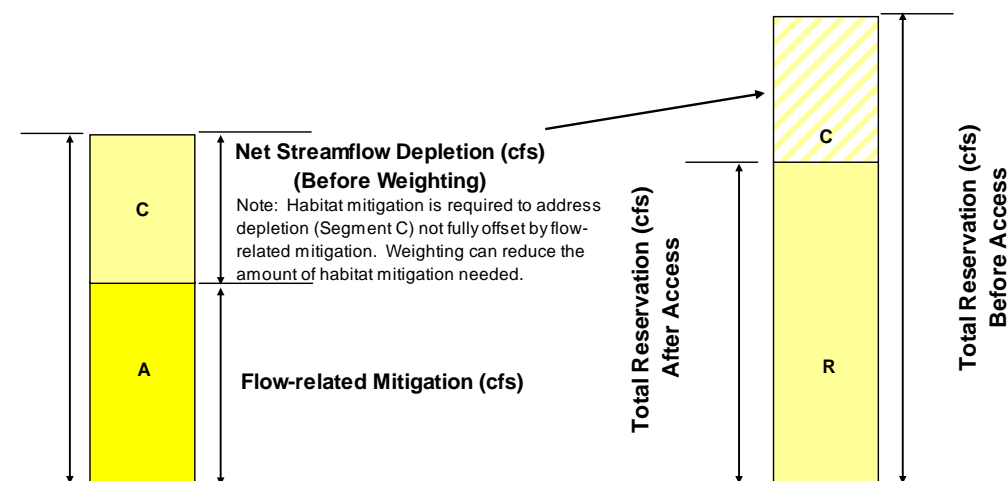 C
A
Net Streamflow Depletion (cfs)
(Before Weighting)
Note: Habitat mitigation is required to address
depletion (Segment C) not fully offset by flow-
related mitigation. Weighting can reduce the
amount of habitat mitigation needed.
Flow-related Mitigation (cfs)
Total Reservation (cfs)
After Access
C
R
Total Reservation (cfs)
Before Access